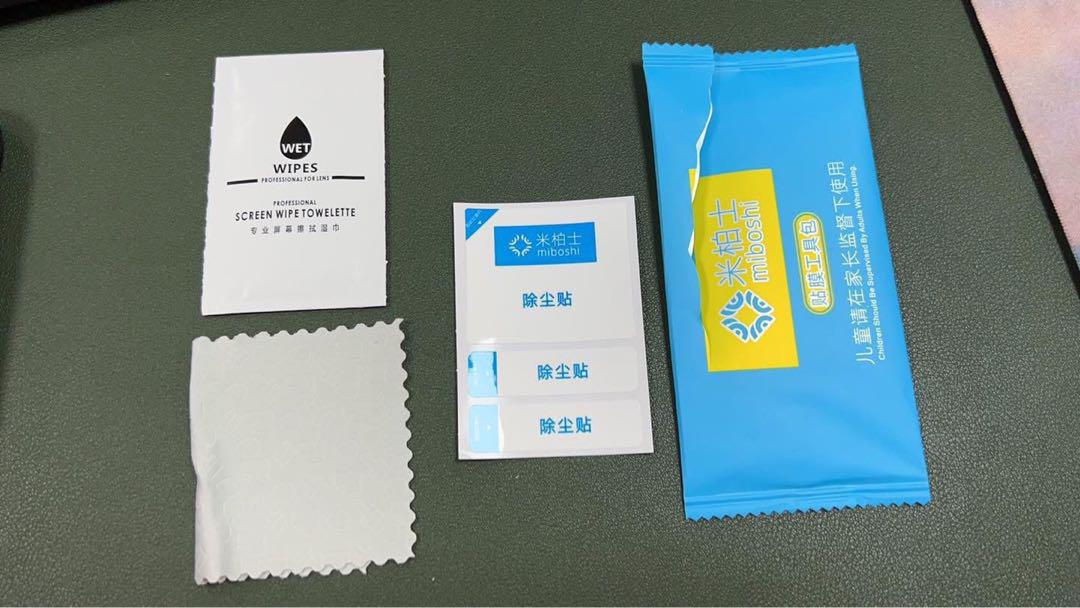 WET
WIPES
PROFESSIONAL FOR LENS
PROFESSIONAL
SCREEN WIPE TOWELETTE
专业屏幕擦拭湿巾
米柏士
miboshi
除尘贴
除尘贴
除尘贴
米柏士
miboshi
贴膜工具包
儿童请在家长监督下使用
Children Should Be Supervised By Adults When Using.